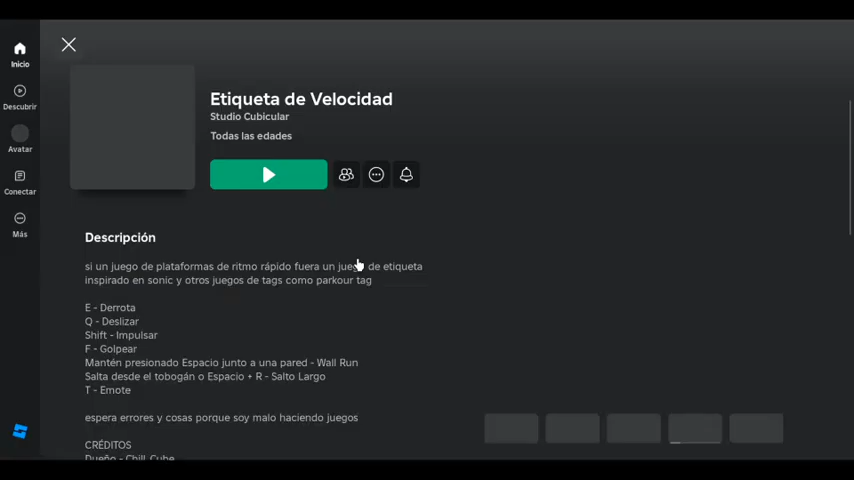 Etiqueta de Velocidad
Studio Cubicular
Todas las edades
Inicio
Descubrir
Avatar
Conectar
Más
Descripción
si un juego de plataformas de ritmo rápido fuera un juego de etiqueta
inspirado en sonic y otros juegos de tags como parkour tag
E - Derrota
Q - Deslizar
Shift - Impulsar
F - Golpear
Mantén presionado Espacio junto a una pared - Wall Run
Salta desde el tobogán o Espacio + R - Salto Largo
T - Emote
espera errores y cosas porque soy malo haciendo juegos
CRÉDITOS
Dueño - Chill Cube